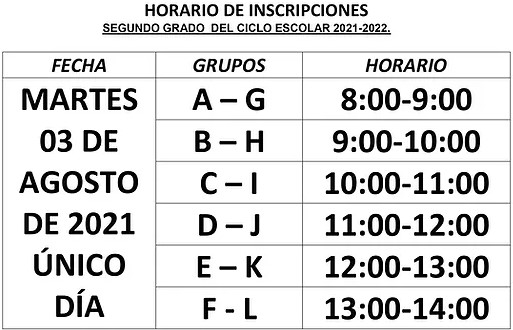 HORARIO DE INSCRIPCIONES
SEGUNDO GRADO DEL CICLO ESCOLAR 2021-2022.
FECHA GRUPOS HORARIO
MARTES A – G 8:00-9:00
03 DE B – H 9:00-10:00
AGOSTO C – I 10:00-11:00
DE 2021 D – J 11:00-12:00
ÚNICO E – K 12:00-13:00
DÍA F - L 13:00-14:00